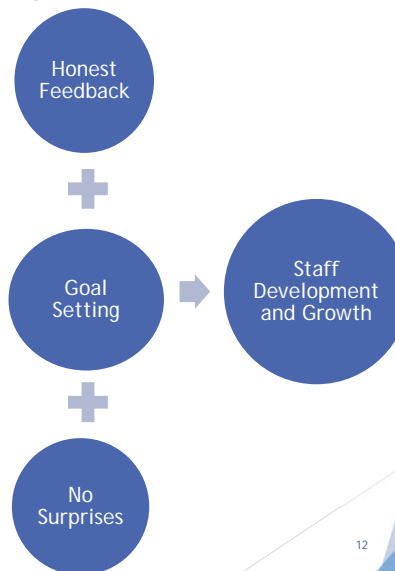 Honest
Feedback
Goal
Setting
Staff
Development
and Growth
No
Surprises
12